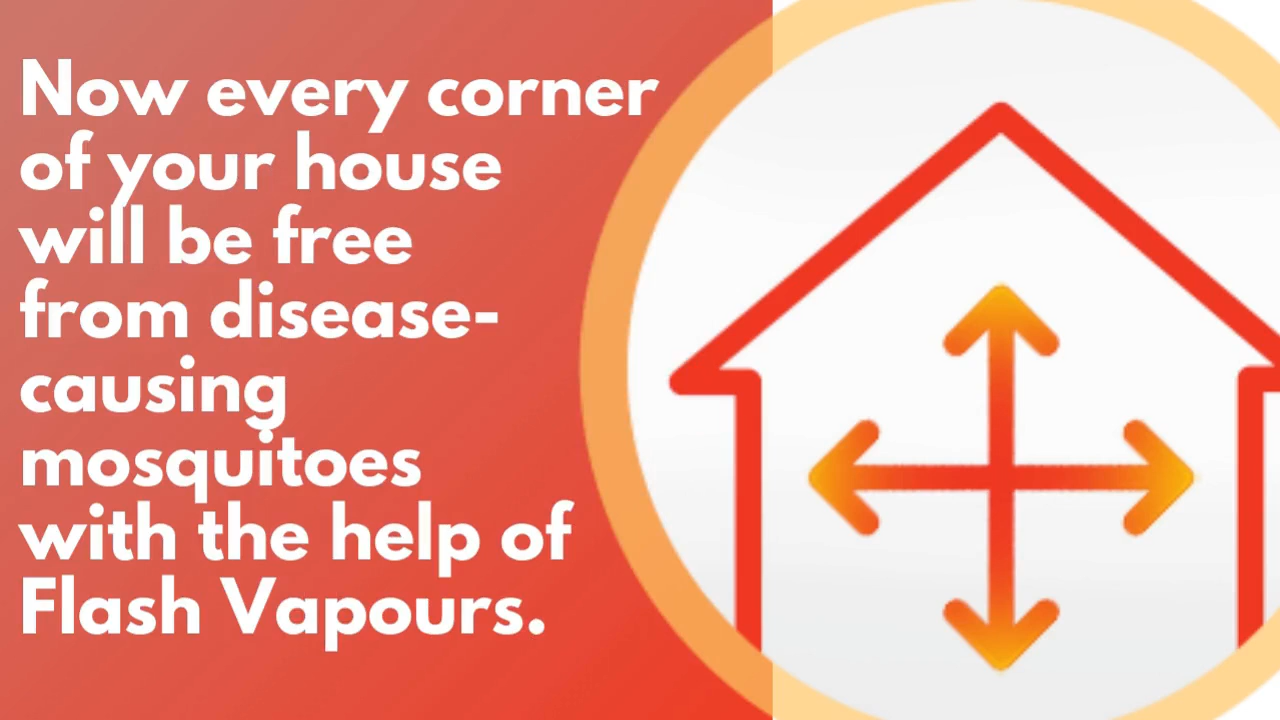 Now every corner
of your house
will be free
from disease-
causing
mosquitoes
with the help of
Flash Vapours.